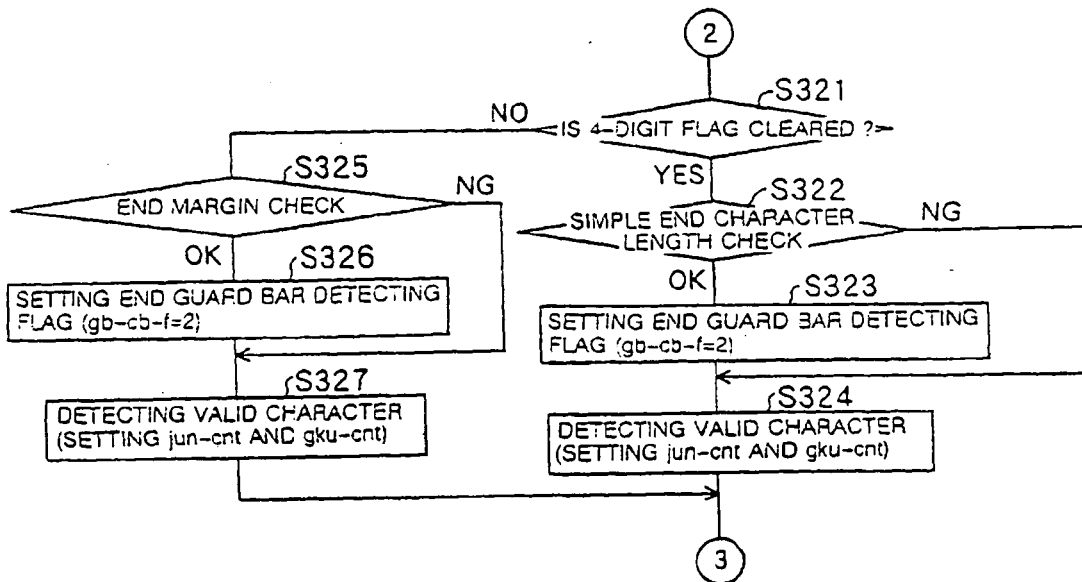 2
S321
NO
IS 4-DIGIT FLAG CLEARED ?
YES
S325
NG
END MARGIN CHECK
S322
SIMPLE END CHARACTER
LENGTH CHECK
NG
OK
S326
OK
S323
SETTING END GUARD BAR DETECTING
FLAG (gb-cb-f=2)
SETTING END GUARD BAR DETECTING
FLAG (gb-cb-f=2)
S327
S324
DETECTING VALID CHARACTER
(SETTING jun-cnt AND gku-cnt)
DETECTING VALID CHARACTER
(SETTING jun-cnt AND gku-cnt)
3